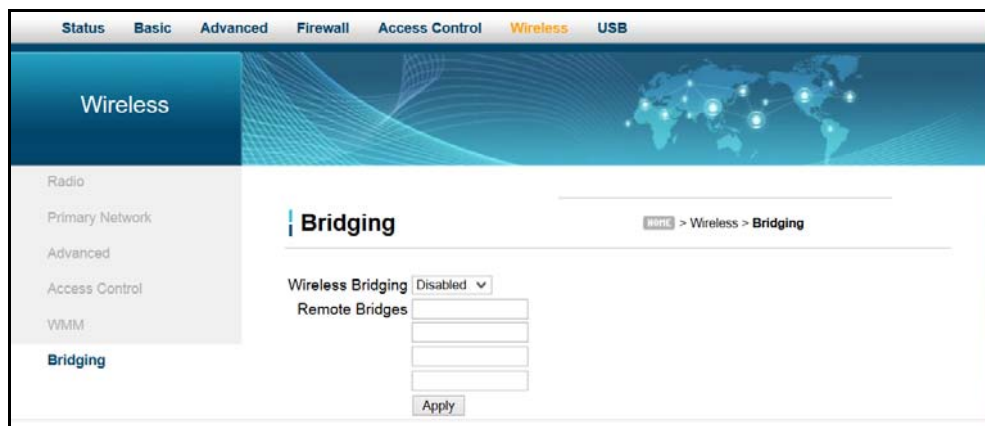 Status Basic Advanced Firewall Access Control Wireless USB
Wireless
Radio
Primary Network
Advanced
Access Control
WMM
Bridging
Bridging
HOME > Wireless > Bridging
Wireless Bridging Disabled
Remote Bridges
Apply